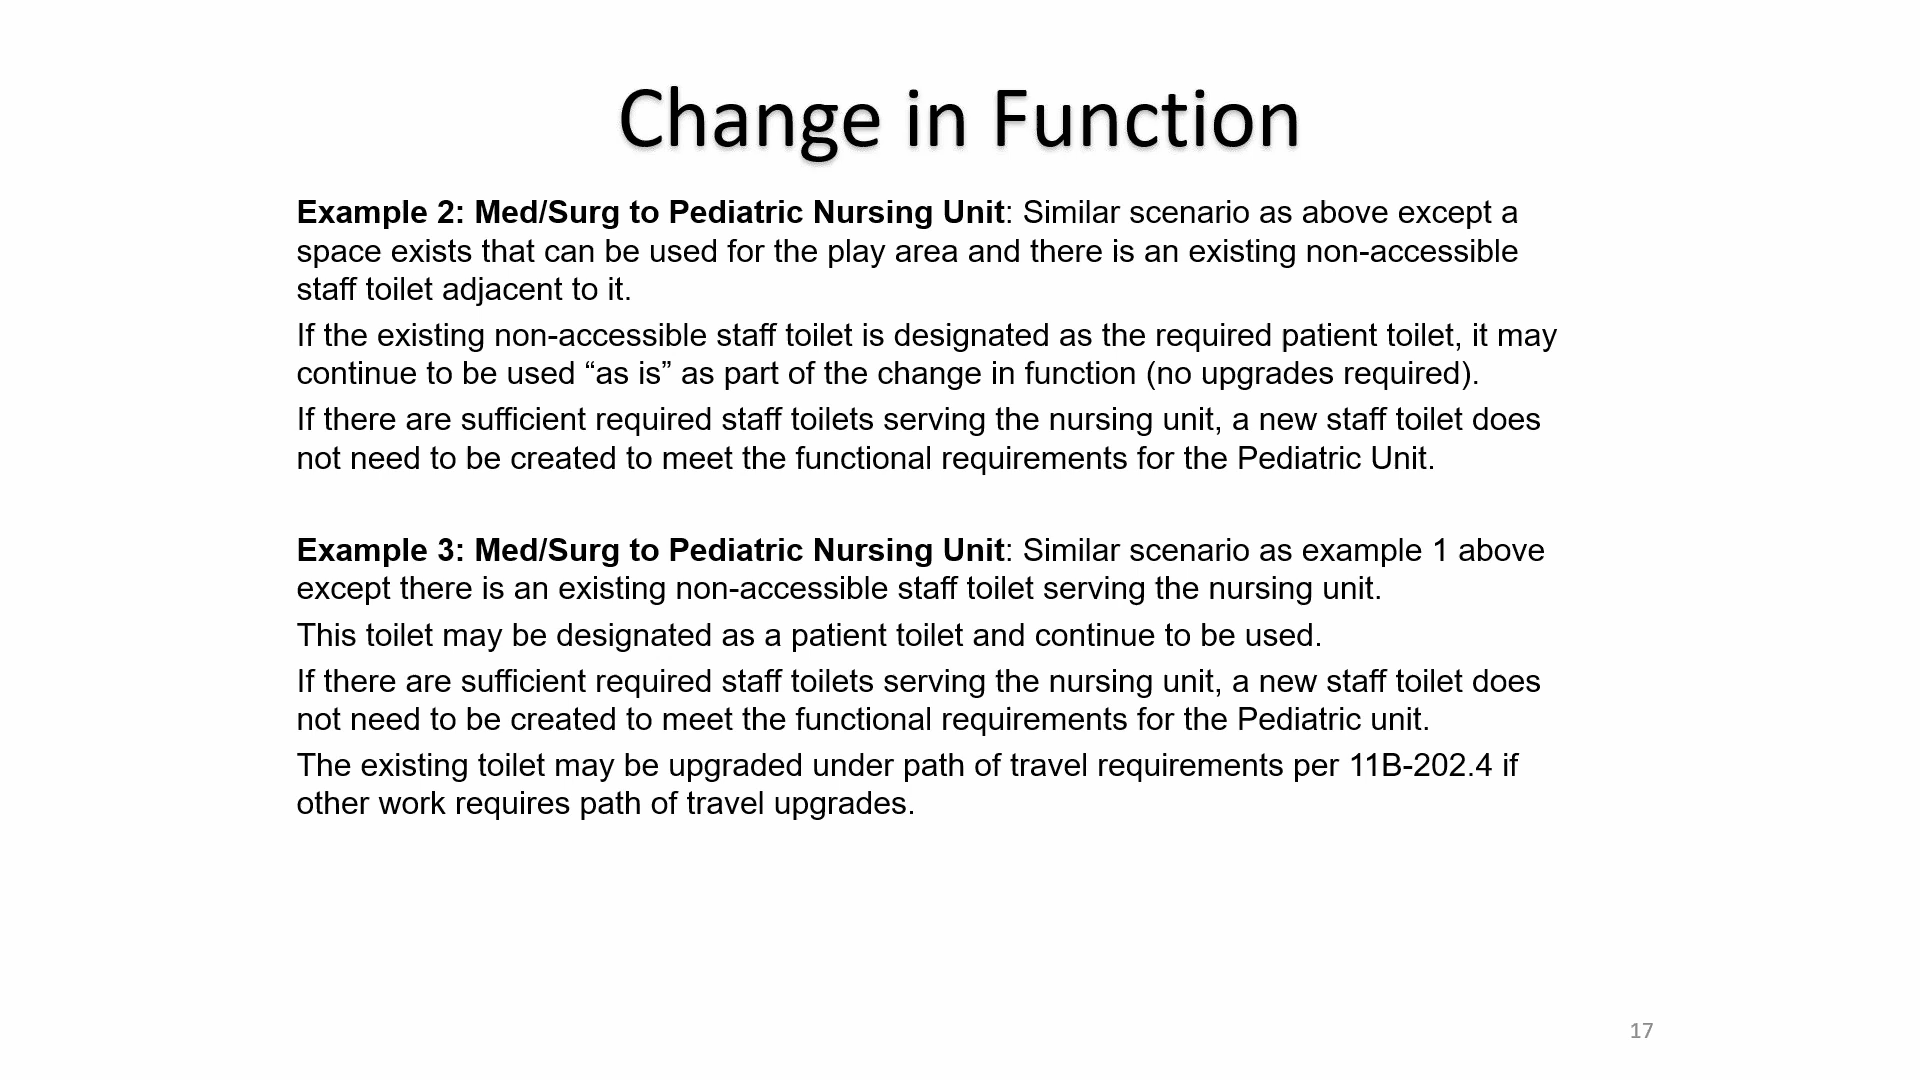 Change in Function
Example 2: Med/Surg to Pediatric Nursing Unit: Similar scenario as above except a
space exists that can be used for the play area and there is an existing non-accessible
staff toilet adjacent to it.
If the existing non-accessible staff toilet is designated as the required patient toilet, it may
continue to be used “as is” as part of the change in function (no upgrades required).
If there are sufficient required staff toilets serving the nursing unit, a new staff toilet does
not need to be created to meet the functional requirements for the Pediatric Unit.
Example 3: Med/Surg to Pediatric Nursing Unit: Similar scenario as example 1 above
except there is an existing non-accessible staff toilet serving the nursing unit.
This toilet may be designated as a patient toilet and continue to be used.
If there are sufficient required staff toilets serving the nursing unit, a new staff toilet does
not need to be created to meet the functional requirements for the Pediatric unit.
The existing toilet may be upgraded under path of travel requirements per 11B-202.4 if
other work requires path of travel upgrades.
17